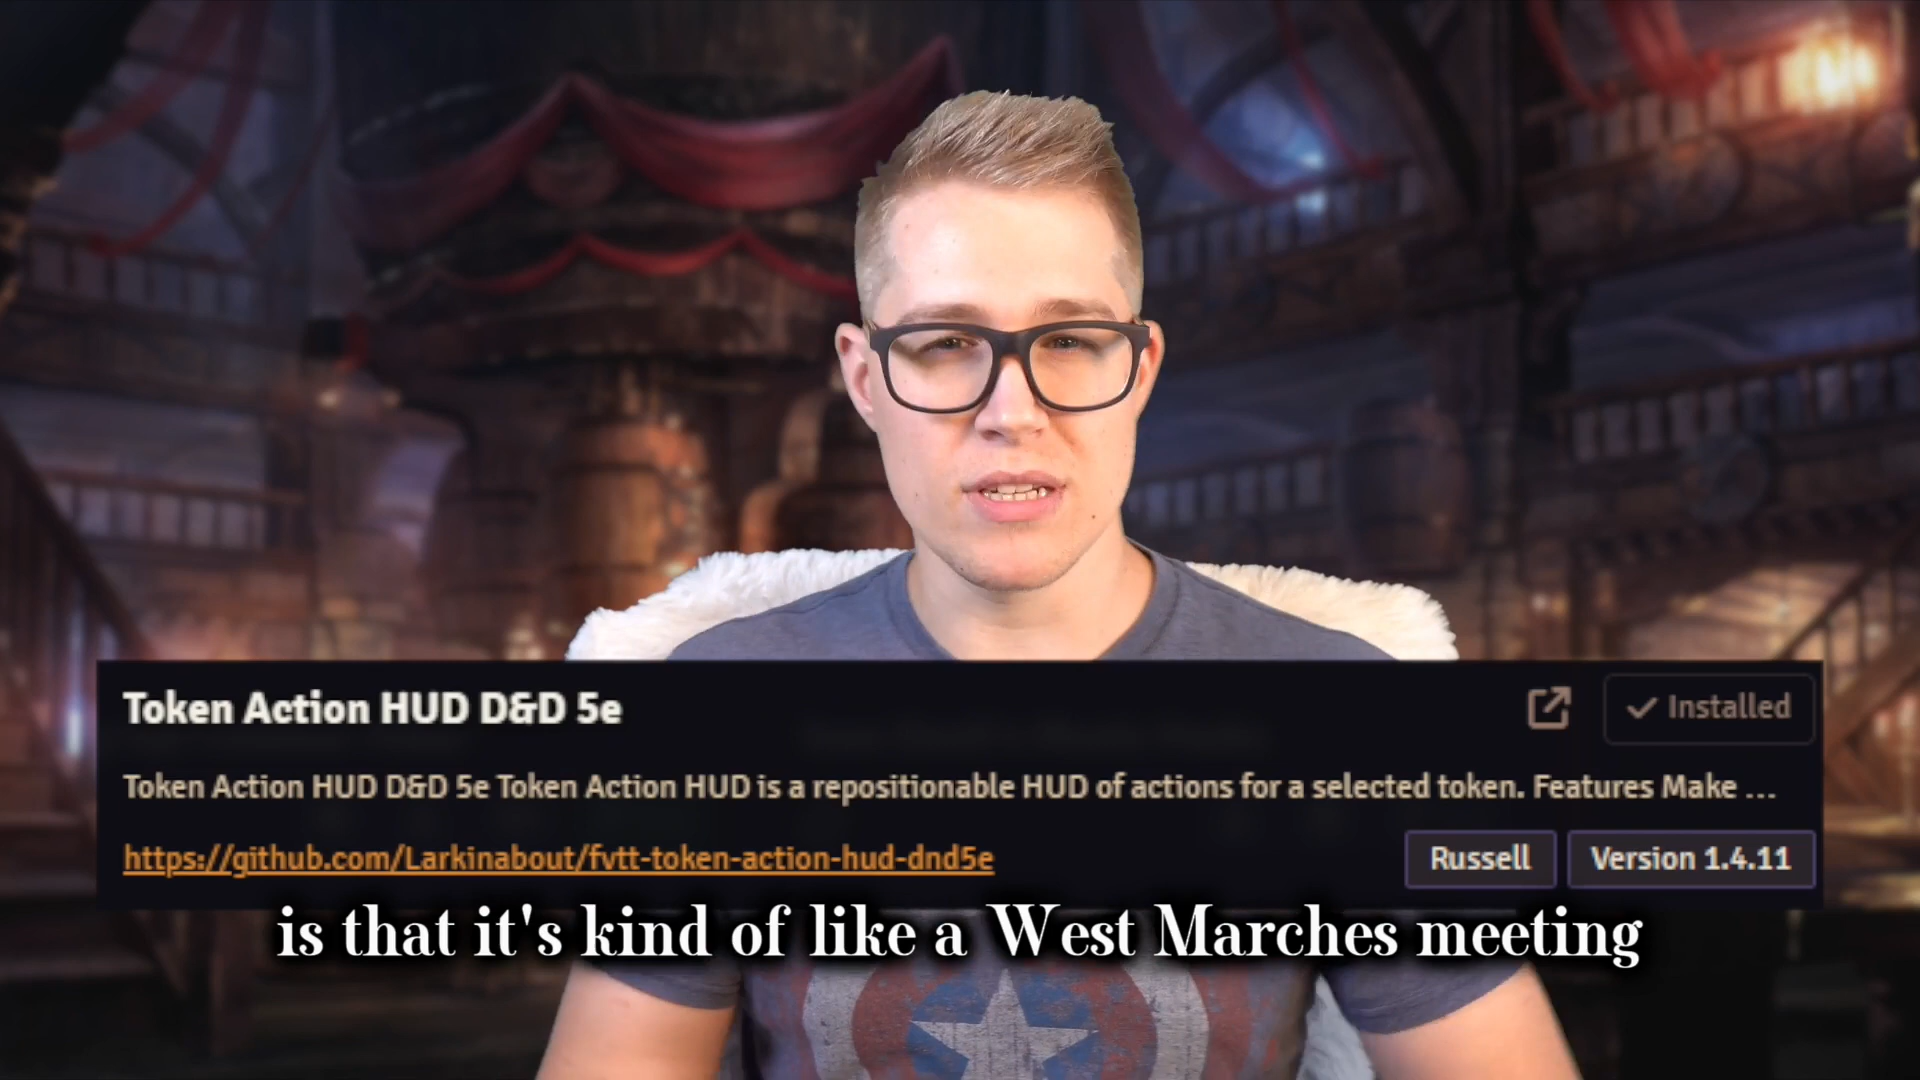 Token Action HUD D&D 5e
Installed
Token Action HUD D&D 5e Token Action HUD is a repositionable HUD of actions for a selected token. Features Make ...
https://github.com/Larkinabout/fvtt-token-action-hud-dnd5e
Russell
Version 1.4.11
is that it's kind of like a West Marches meeting